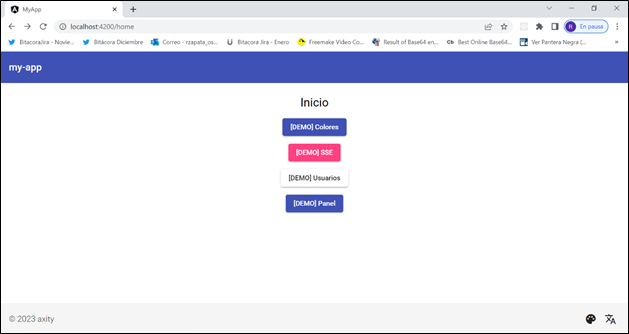 MyApp
localhost:4200/home
En pausa
BitacoraJira - Novie...
Bitácora Diciembre
Correo - rzapata_os...
Bitacora Jira - Enero
Freemake Video Co...
Result of Base64 en...
Best Online Base64...
Ver Pantera Negra (...
my-app
Inicio
[DEMO] Colores
[DEMO] SSE
[DEMO] Usuarios
[DEMO] Panel
© 2023 axity